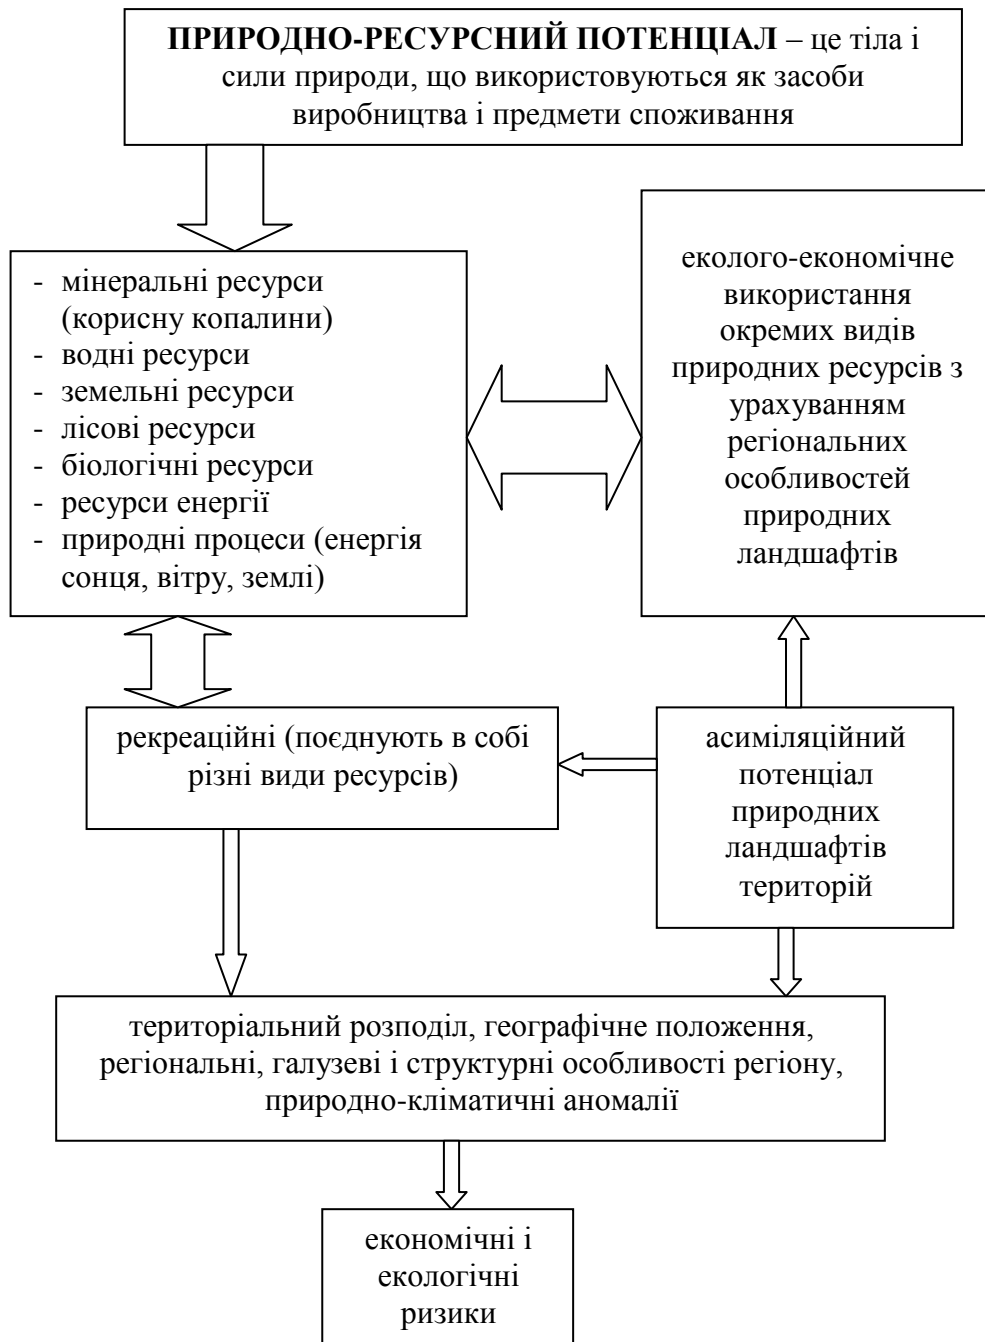 ПРИРОДНО-РЕСУРСНИЙ ПОТЕНЦІАЛ – це тіла і
сили природи, що використовуються як засоби
виробництва і предмети споживання
- мінеральні ресурси
(корисну копалини)
- водні ресурси
- земельні ресурси
- лісові ресурси
- біологічні ресурси
- ресурси енергії
- природні процеси (енергія
сонця, вітру, землі)
еколого-економічне
використання
окремих видів
природних ресурсів з
урахуванням
регіональних
особливостей
природних
ландшафтів
рекреаційні (поєднують в собі
різні види ресурсів)
асиміляційний
потенціал
природних
ландшафтів
територій
територіальний розподіл, географічне положення,
регіональні, галузеві і структурні особливості регіону,
природно-кліматичні аномалії
економічні і
екологічні
ризики